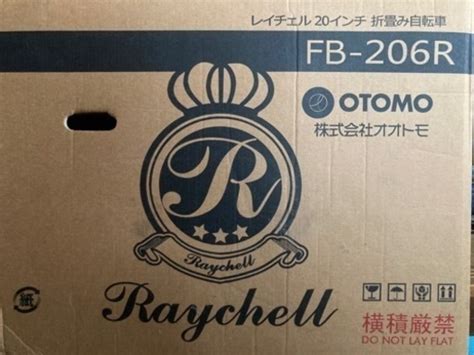 レイチェル 20インチ 折畳み自転車
FB-206R
OTOMO
株式会社オオトモ
R
Raychell
Raychell
紙
横積厳禁
DO NOT LAY FLAT